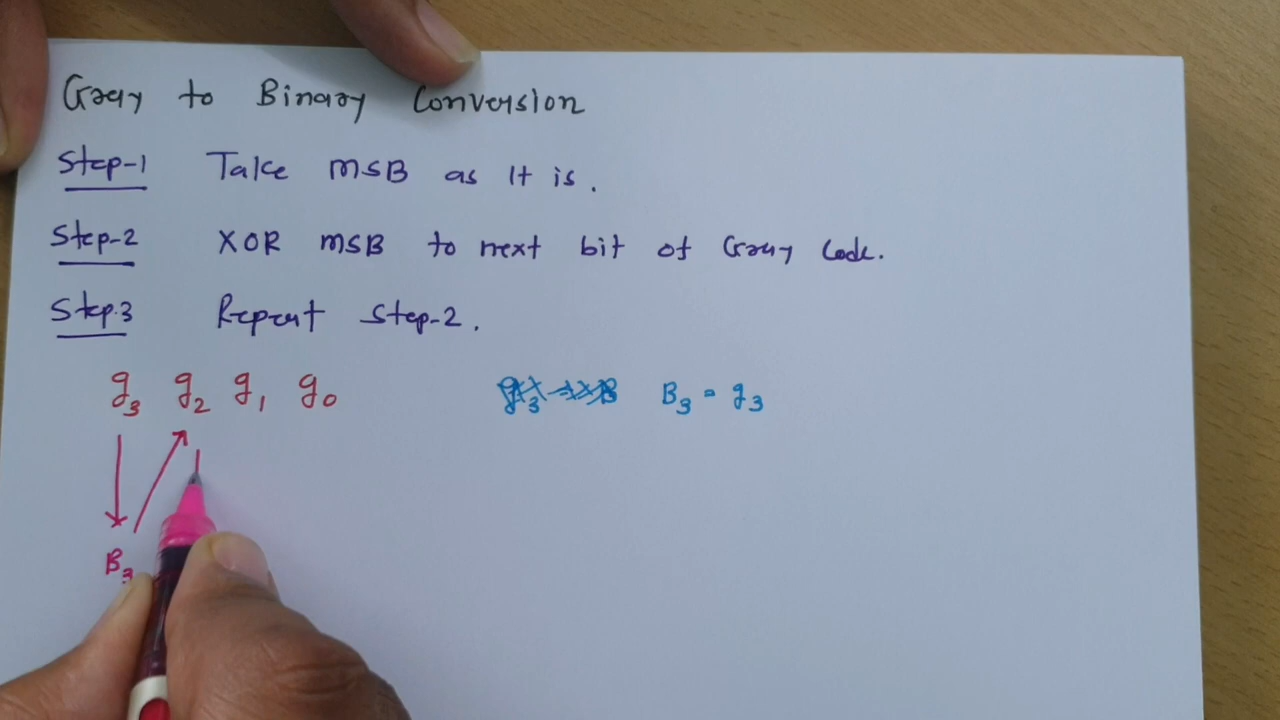 Gray to Binary Conversion
Step-1 Take MSB as It is.
Step-2 XOR MSB to next bit of Gray Code.
Step.3 Repeat Step-2.
g3 g2 g1 g0 B3 = g3
B3